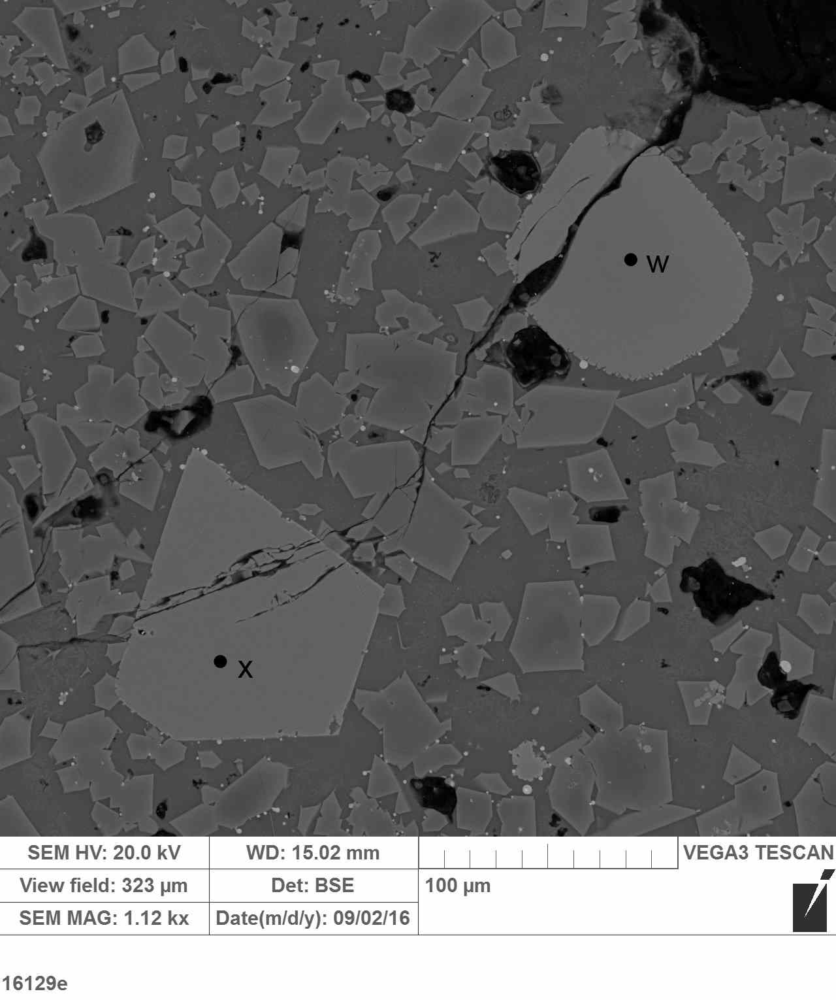 W
X
SEM HV: 20.0 kV
WD: 15.02 mm
VEGA3 TESCAN
View field: 323 µm
Det: BSE
100 µm
SEM MAG: 1.12 kx
Date(m/d/y): 09/02/16
16129e